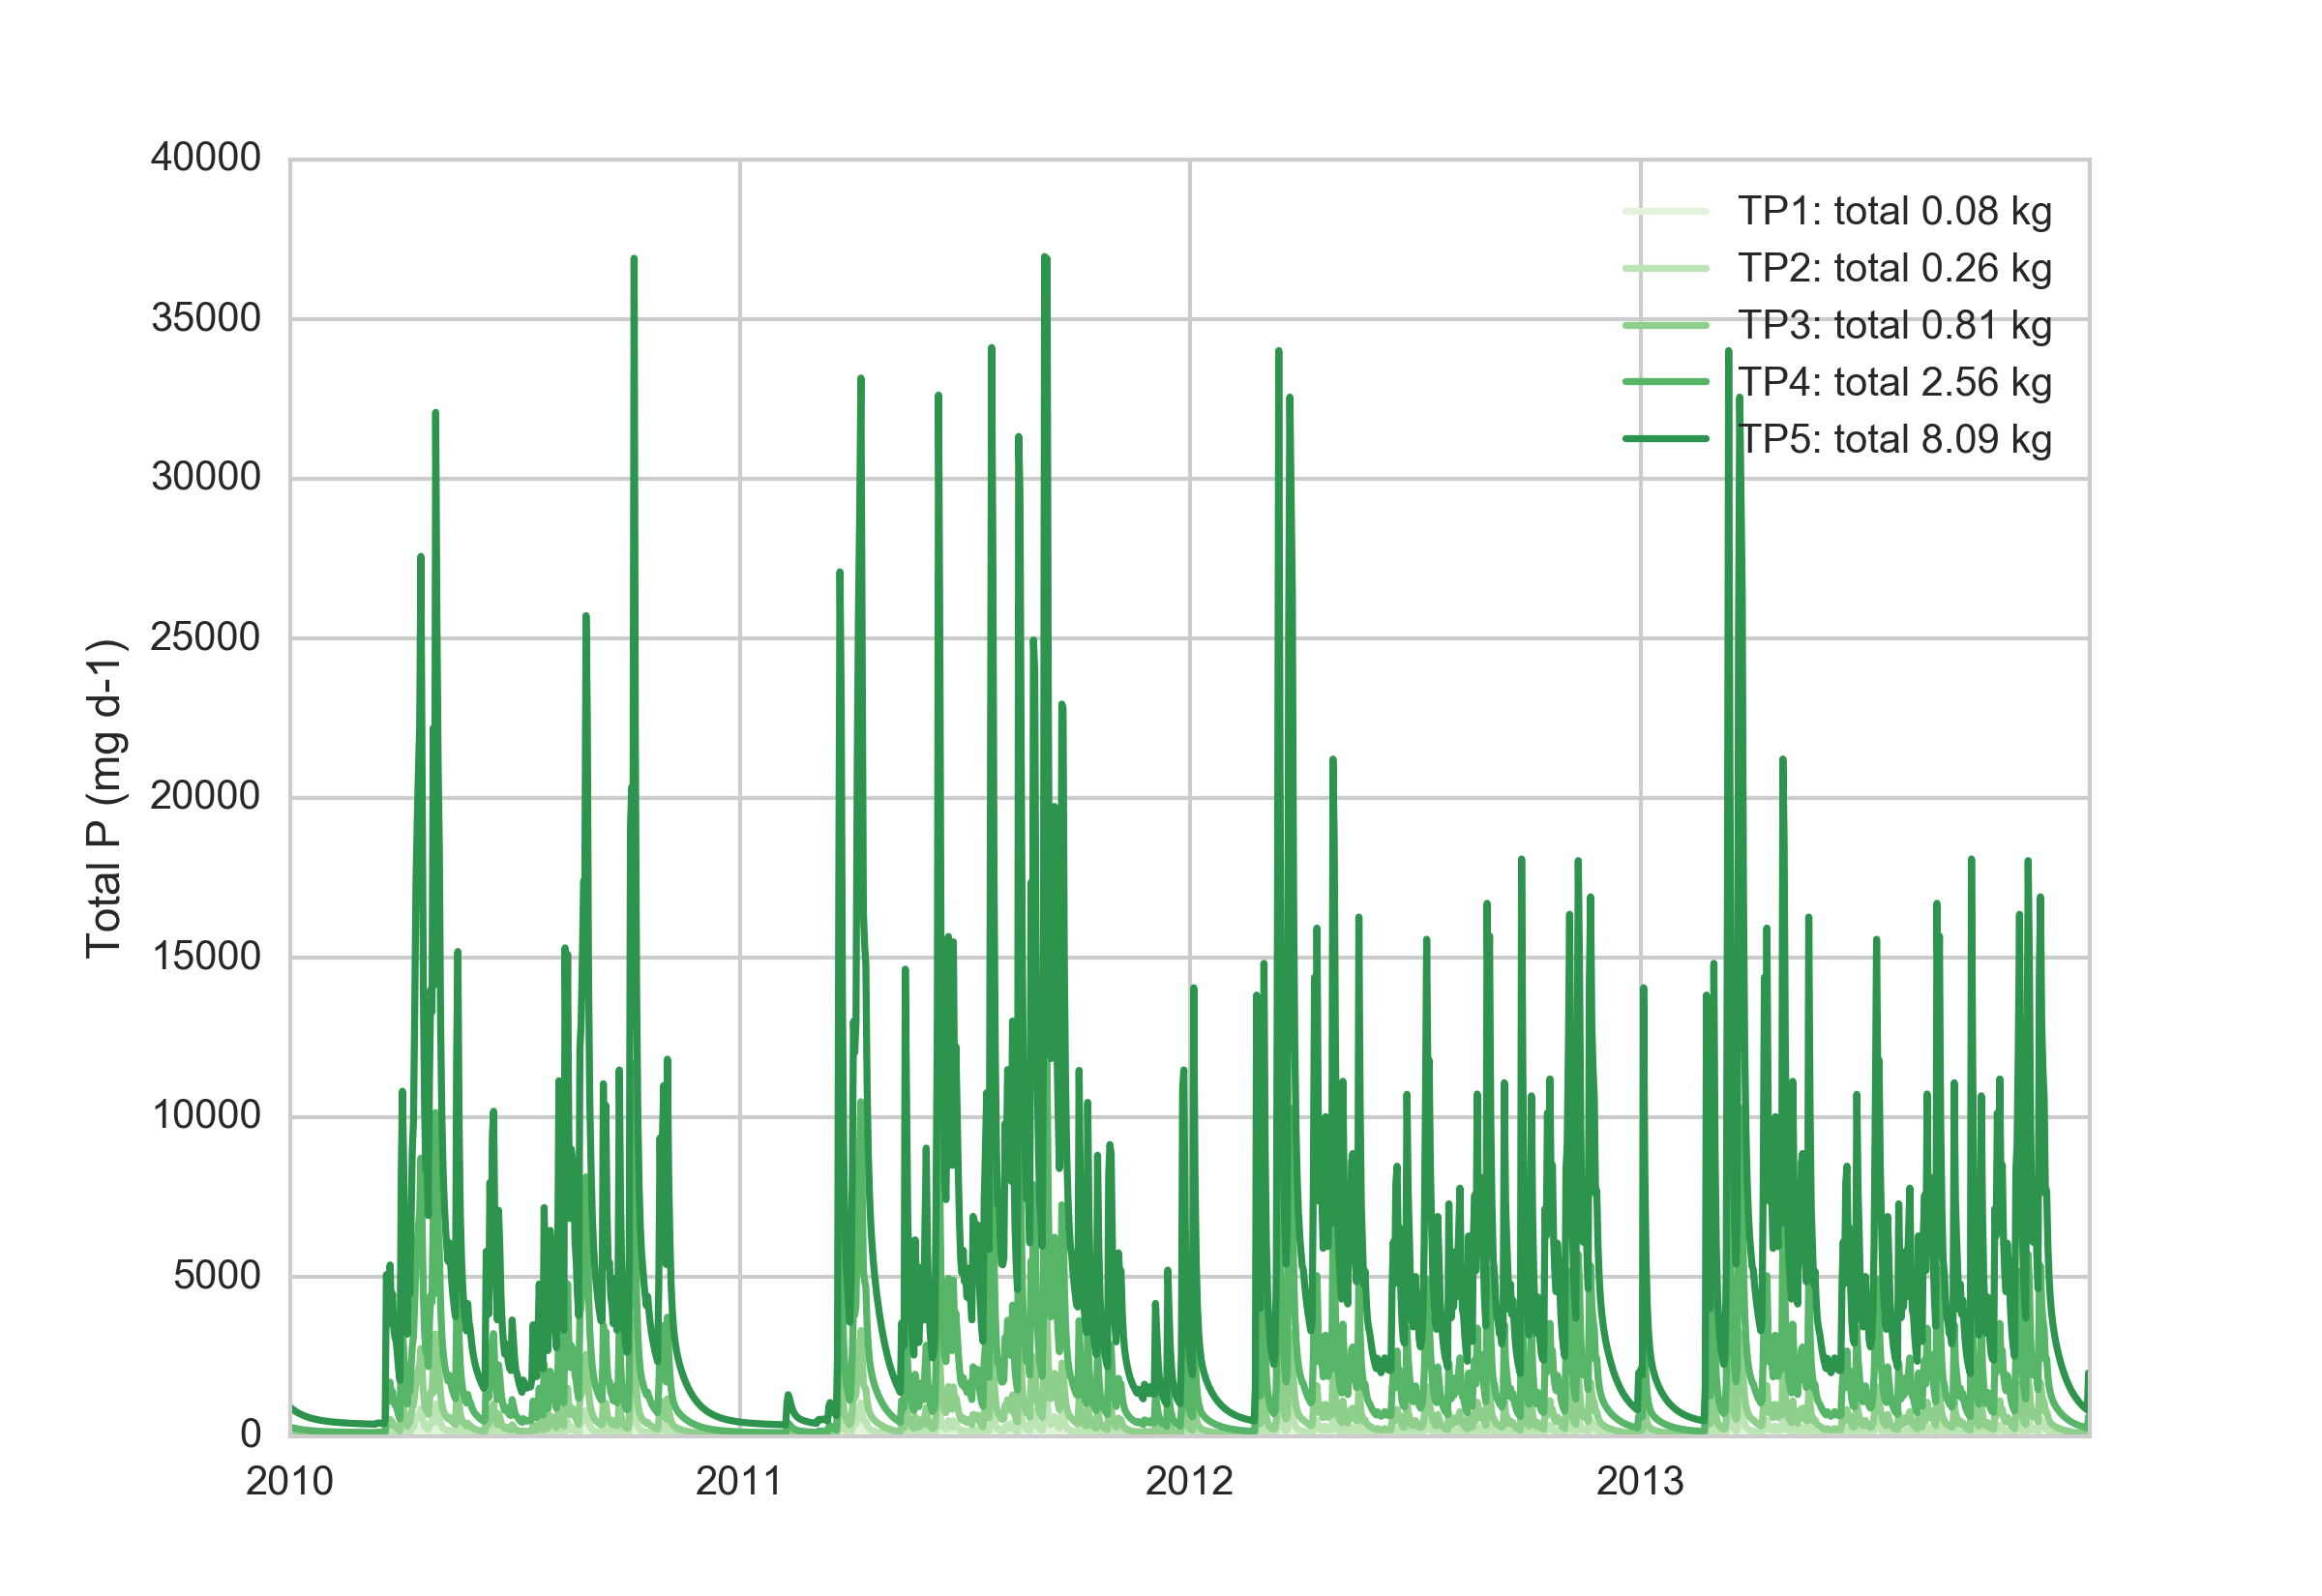 40000
35000
30000
25000
20000
15000
10000
5000
0
Total P (mg d-1)
2010
2011
2012
2013
TP1: total 0.08 kg
TP2: total 0.26 kg
TP3: total 0.81 kg
TP4: total 2.56 kg
TP5: total 8.09 kg